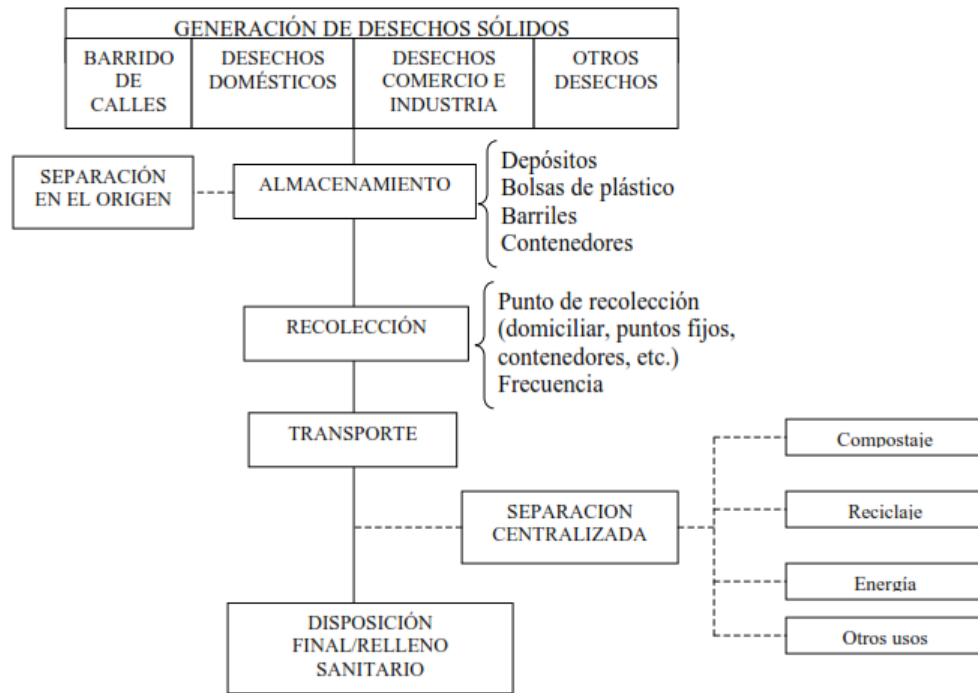 GENERACIÓN DE DESECHOS SÓLIDOS
BARRIDO
DE
CALLES
DESECHOS
DOMÉSTICOS
DESECHOS
COMERCIO E
INDUSTRIA
OTROS
DESECHOS
SEPARACIÓN
EN EL ORIGEN
ALMACENAMIENTO
Depósitos
Bolsas de plástico
Barriles
Contenedores
RECOLECCIÓN
Punto de recolección
(domiciliar, puntos fijos,
contenedores, etc.)
Frecuencia
TRANSPORTE
SEPARACION
CENTRALIZADA
Compostaje
Reciclaje
Energía
Otros usos
DISPOSICIÓN
FINAL/RELLENO
SANITARIO